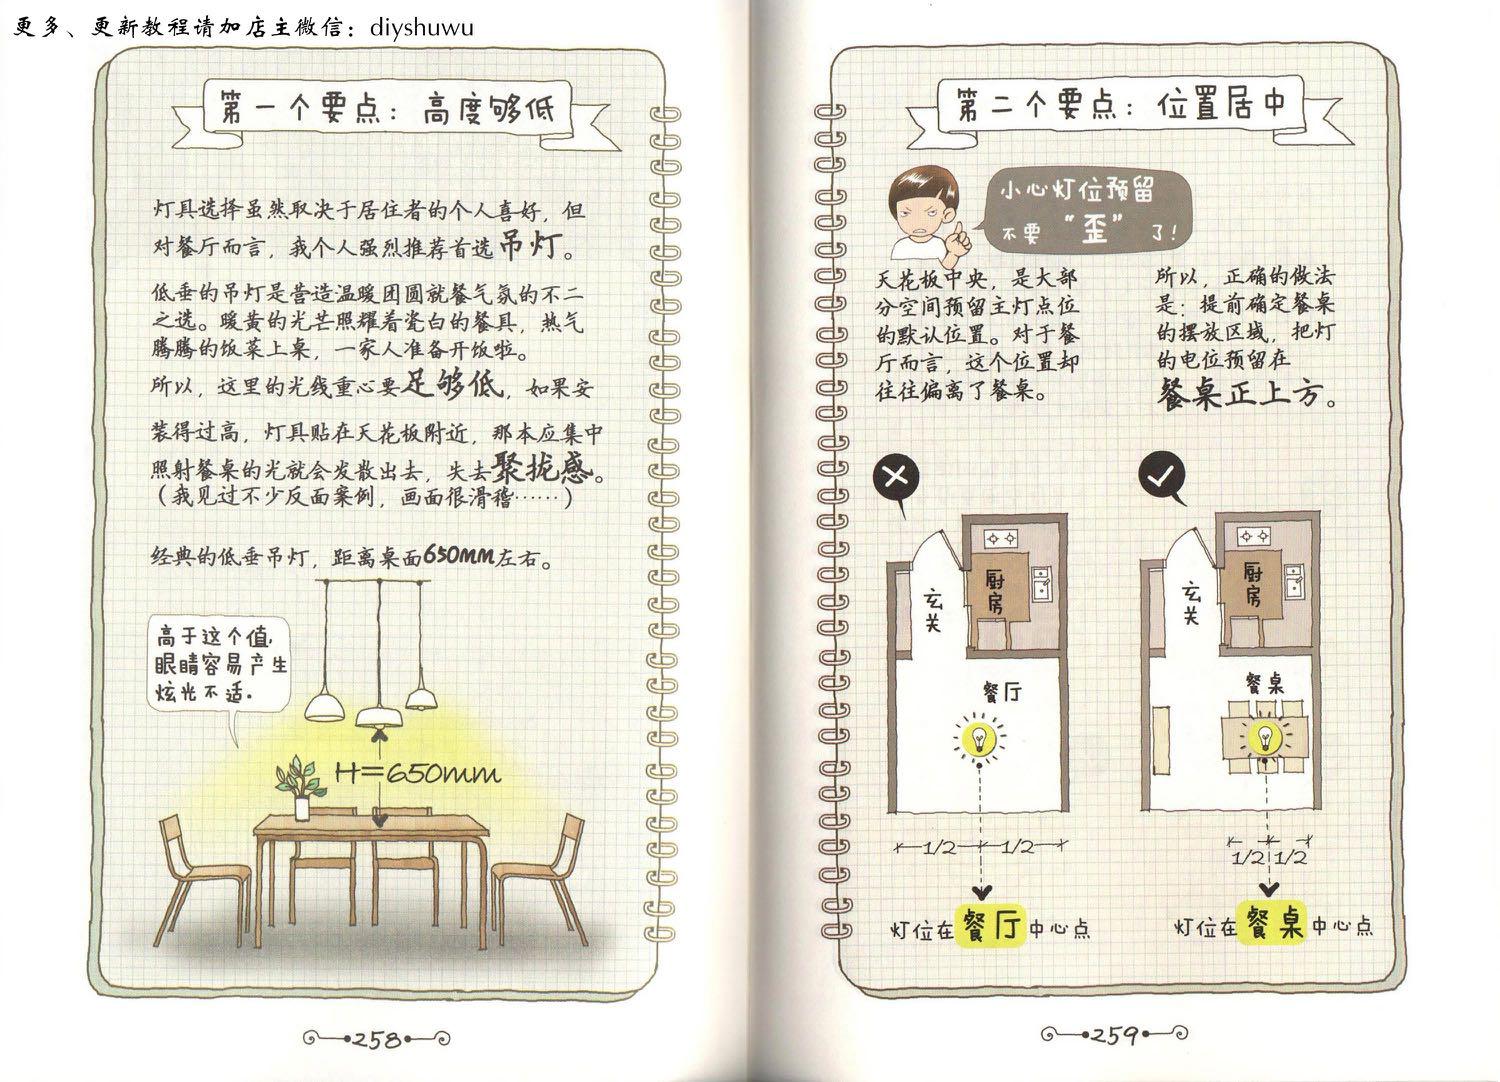 更多、更新教程请加店主微信：diyshuwu
第一个要点：高度够低
灯具选择虽然取决于居住者的个人喜好，但
对餐厅而言，我个人强烈推荐首选吊灯。
低垂的吊灯是营造温暖团圆就餐气氛的不二
之选。暖黄的光芒照耀着瓷白的餐具，热气
腾腾的饭菜上桌，一家人准备开饭啦。
所以，这里的光线重心要足够低，如果安
装得过高，灯具贴在天花板附近，那本应集中
照射餐桌的光就会发散出去，失去聚拢感。
（我见过不少反面案例，画面很滑稽……）
经典的低垂吊灯，距离桌面650mm左右。
高于这个值，
眼睛容易产生
炫光不适.
H=650mm
258
第二个要点：位置居中
小心灯位预留
不要“歪”了！
天花板中央，是大部
分空间预留主灯点位
的默认位置。对于餐
厅而言，这个位置却
往往偏离了餐桌。
所以，正确的做法
是：提前确定餐桌
的摆放区域，把灯
的电位预留在
餐桌正上方。
玄关
厨房
餐厅
1/2 1/2
灯位在餐厅中心点
玄关
厨房
餐桌
1/2 1/2
灯位在餐桌中心点
259